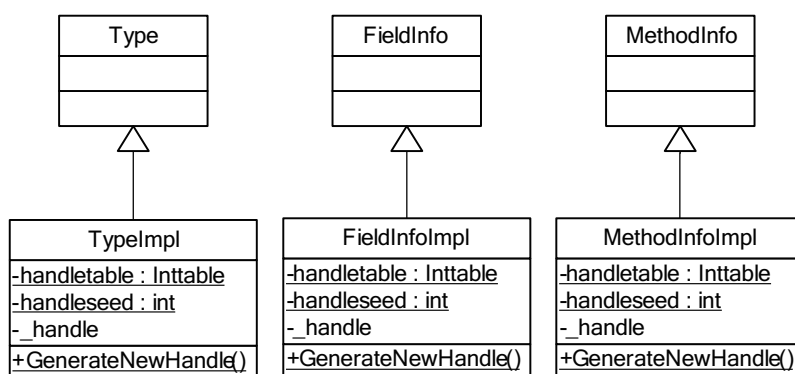 Type
FieldInfo
MethodInfo
TypeImpl
-handletable : Inttable
-handleseed : int
-_handle
+GenerateNewHandle()
FieldInfoImpl
-handletable : Inttable
-handleseed : int
-_handle
+GenerateNewHandle()
MethodInfoImpl
-handletable : Inttable
-handleseed : int
-_handle
+GenerateNewHandle()